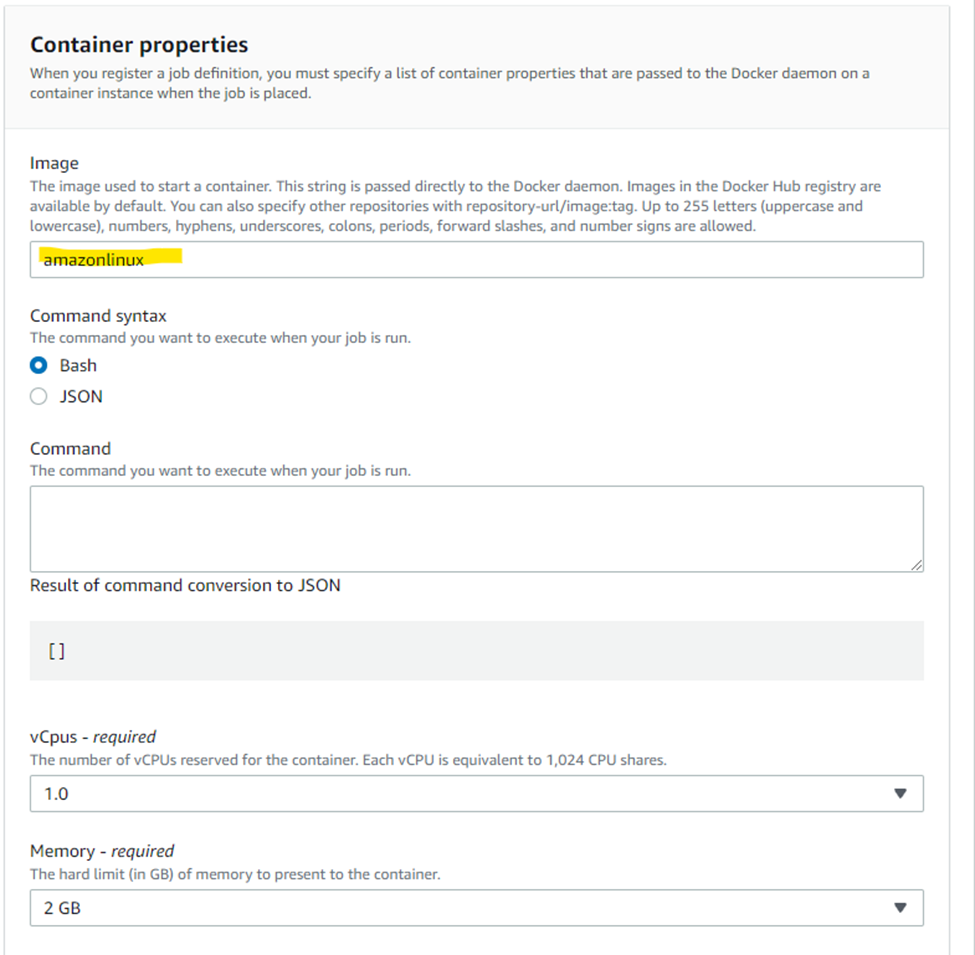 Container properties
When you register a job definition, you must specify a list of container properties that are passed to the Docker daemon on a
container instance when the job is placed.
Image
The image used to start a container. This string is passed directly to the Docker daemon. Images in the Docker Hub registry are
available by default. You can also specify other repositories with repository-url/image:tag. Up to 255 letters (uppercase and
lowercase), numbers, hyphens, underscores, colons, periods, forward slashes, and number signs are allowed.
amazonlinux
Command syntax
The command you want to execute when your job is run.
Bash
JSON
Command
The command you want to execute when your job is run.
Result of command conversion to JSON
[]
vCpus - required
The number of vCPUs reserved for the container. Each vCPU is equivalent to 1,024 CPU shares.
1.0
Memory - required
The hard limit (in GB) of memory to present to the container.
2 GB